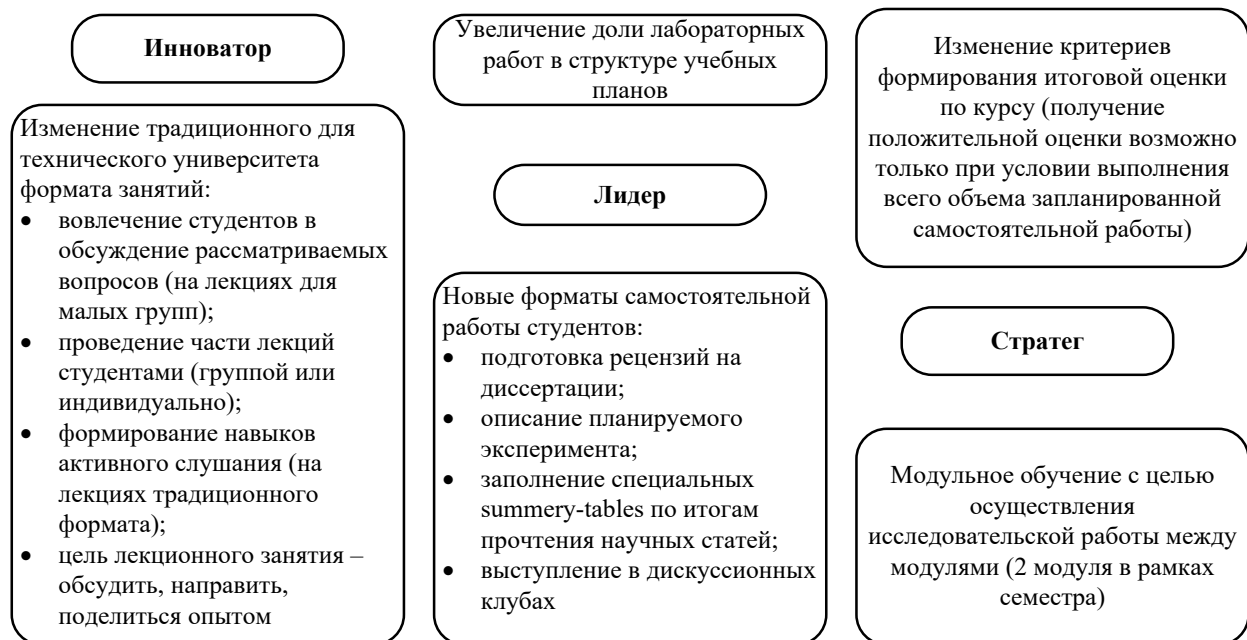 Инноватор
Изменение традиционного для
технического университета
формата занятий:
• вовлечение студентов в
обсуждение рассматриваемых
вопросов (на лекциях для
малых групп);
• проведение части лекций
студентами (группой или
индивидуально);
• формирование навыков
активного слушания (на
лекциях традиционного
формата);
• цель лекционного занятия –
обсудить, направить,
поделиться опытом
Увеличение доли лабораторных
работ в структуре учебных
планов
Лидер
Новые форматы самостоятельной
работы студентов:
• подготовка рецензий на
диссертации;
• описание планируемого
эксперимента;
• заполнение специальных
summery-tables по итогам
прочтения научных статей;
• выступление в дискуссионных
клубах
Изменение критериев
формирования итоговой оценки
по курсу (получение
положительной оценки возможно
только при условии выполнения
всего объема запланированной
самостоятельной работы)
Стратег
Модульное обучение с целью
осуществления
исследовательской работы между
модулями (2 модуля в рамках
семестра)